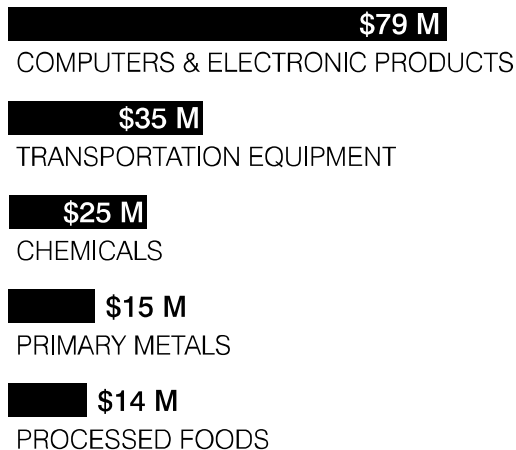 $79 M
COMPUTERS & ELECTRONIC PRODUCTS
$35 M
TRANSPORTATION EQUIPMENT
$25 M
CHEMICALS
$15 M
PRIMARY METALS
$14 M
PROCESSED FOODS